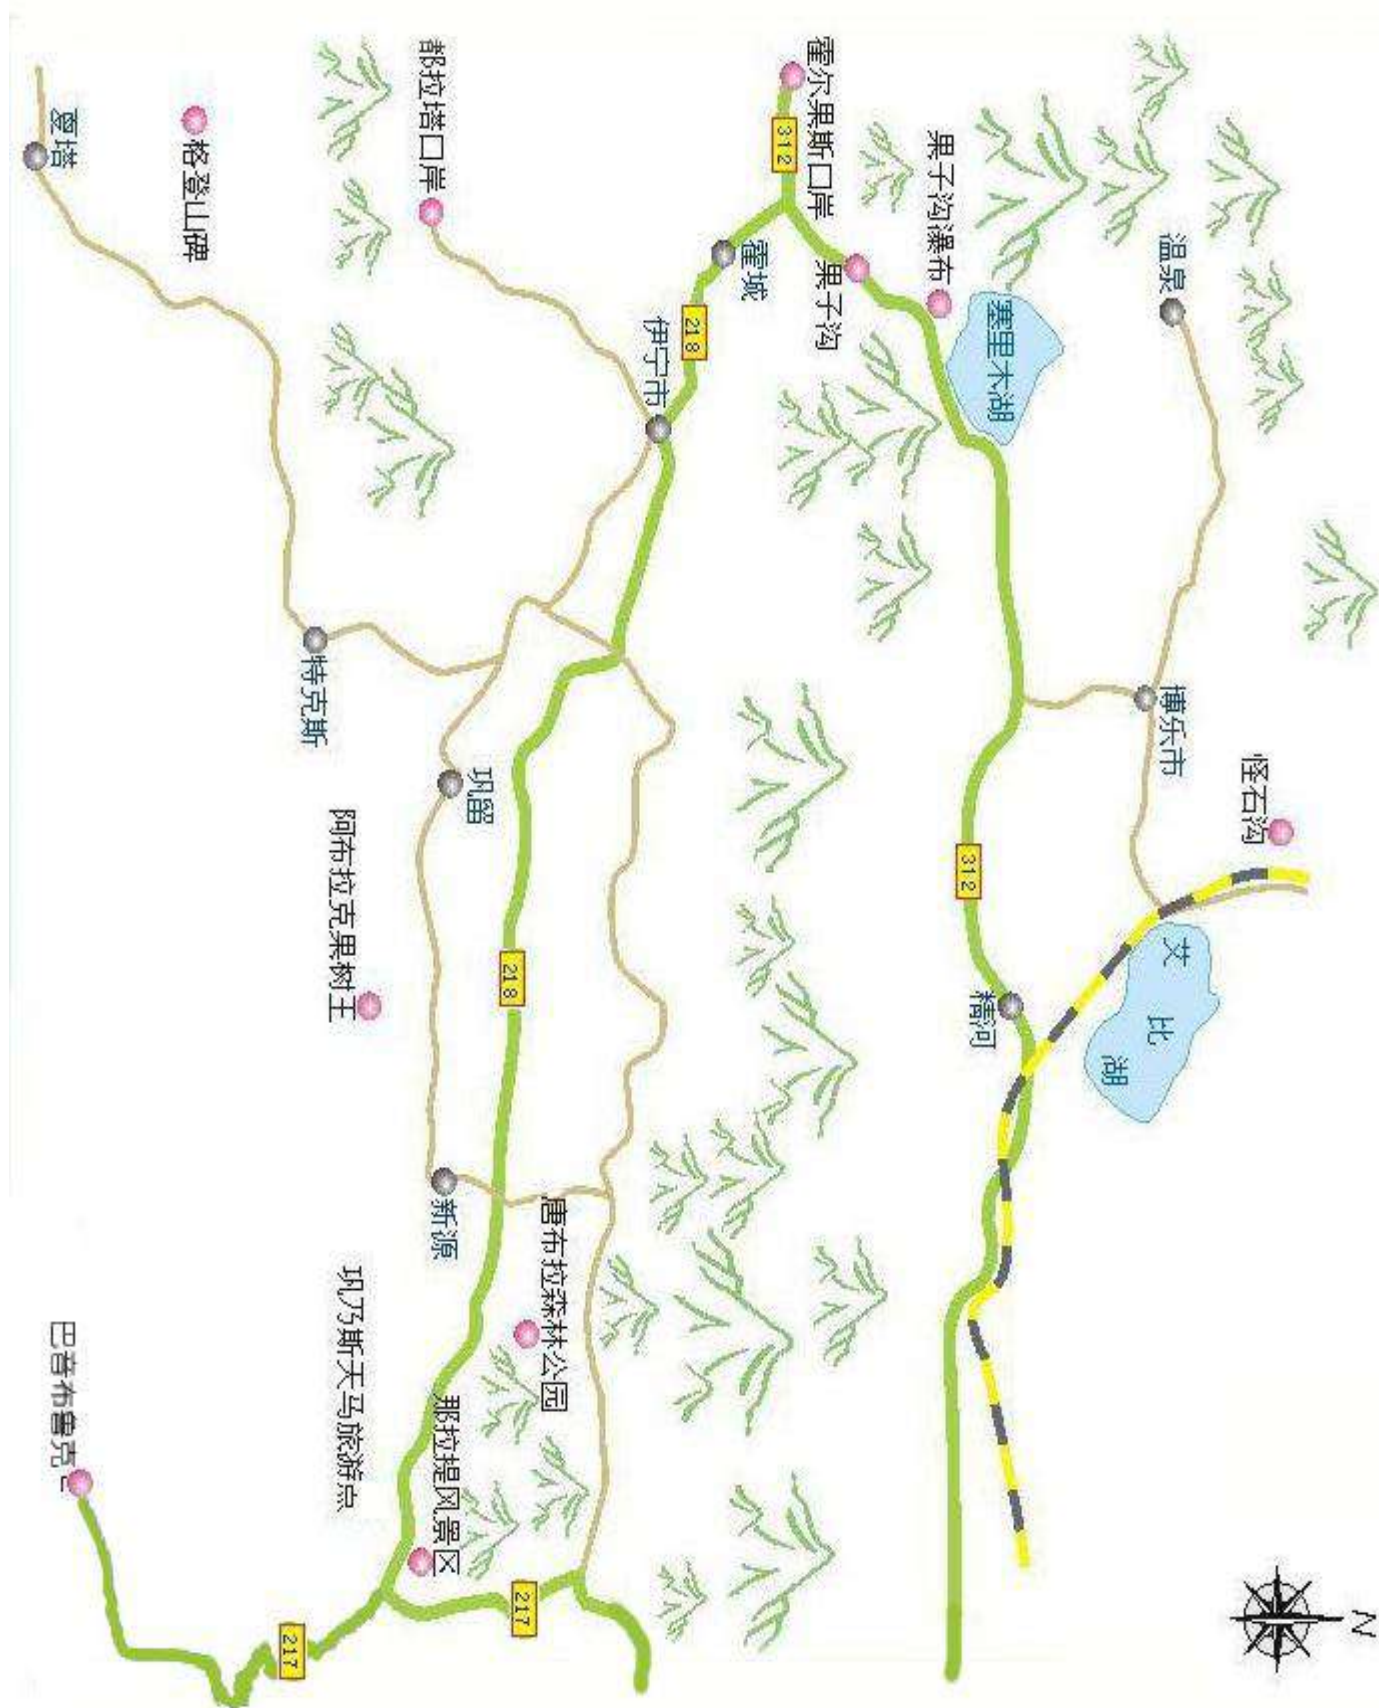 N
怪石沟
温泉
博乐市
艾
比
湖
塞里木湖
312
精河
果子沟瀑布
果子沟
霍尔果斯口岸
312
霍城
218
伊宁市
唐布拉森林公园
217
218
巩留
那拉提风景区
新源
都拉塔口岸
巩乃斯天马旅游点
阿布拉克果树王
特克斯
217
格登山碑
夏塔
巴音布鲁克